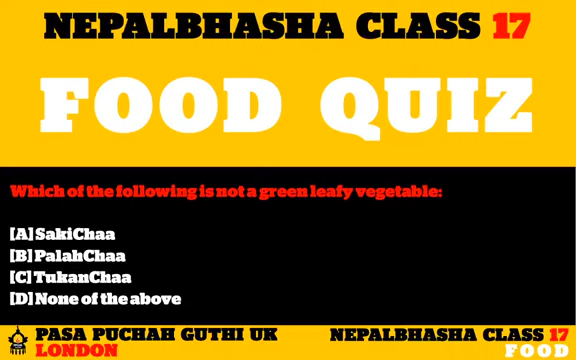 NEPALBHASHA CLASS 17
FOOD QUIZ
Which of the following is not a green leafy vegetable:
[A] SakiChaa
[B] PalahChaa
[C] TukanChaa
[D] None of the above
PASA PUCHAH GUTHI UK
LONDON
NEPALBHASHA CLASS 17
FOOD